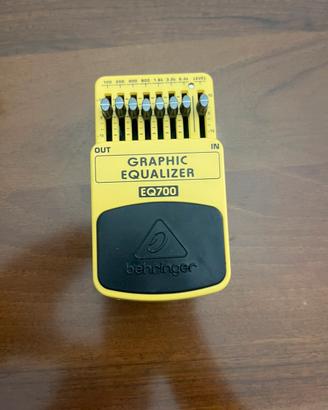 100 200 400 800 1.6k 3.2k 6.4k LEVEL
OUT IN
GRAPHIC
EQUALIZER
EQ700
behringer